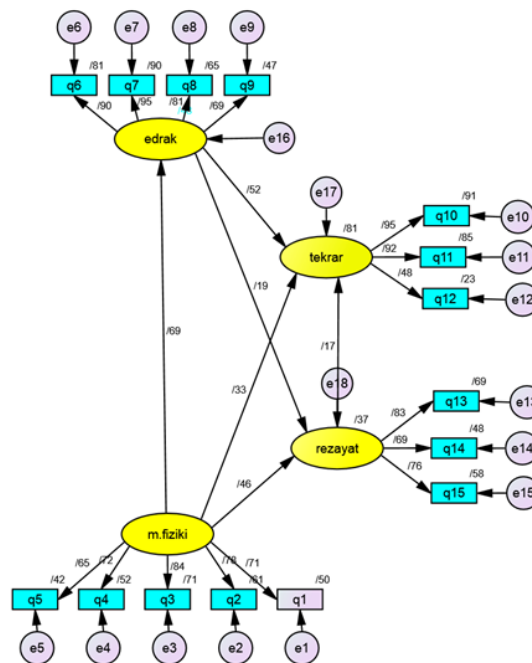 e6 e7 e8 e9
/81 /90 /65 /47
q6 q7 q8 q9
/90 /95 /81 /69
edrak e16
/52 e17
/91
/81 /95 q10 e10
/85
/92 q11 e11
tekrar /23
/48 q12 e12
/19
/69 /33 /17
e18 /69
/37 /83 q13 e13
/48
/69 q14 e14
rezayat /58
/76 q15 e15
/46
m.fiziki
/65 /72 /84 /78 /71
/42 /52 /71 /61 /50
q5 q4 q3 q2 q1
e5 e4 e3 e2 e1